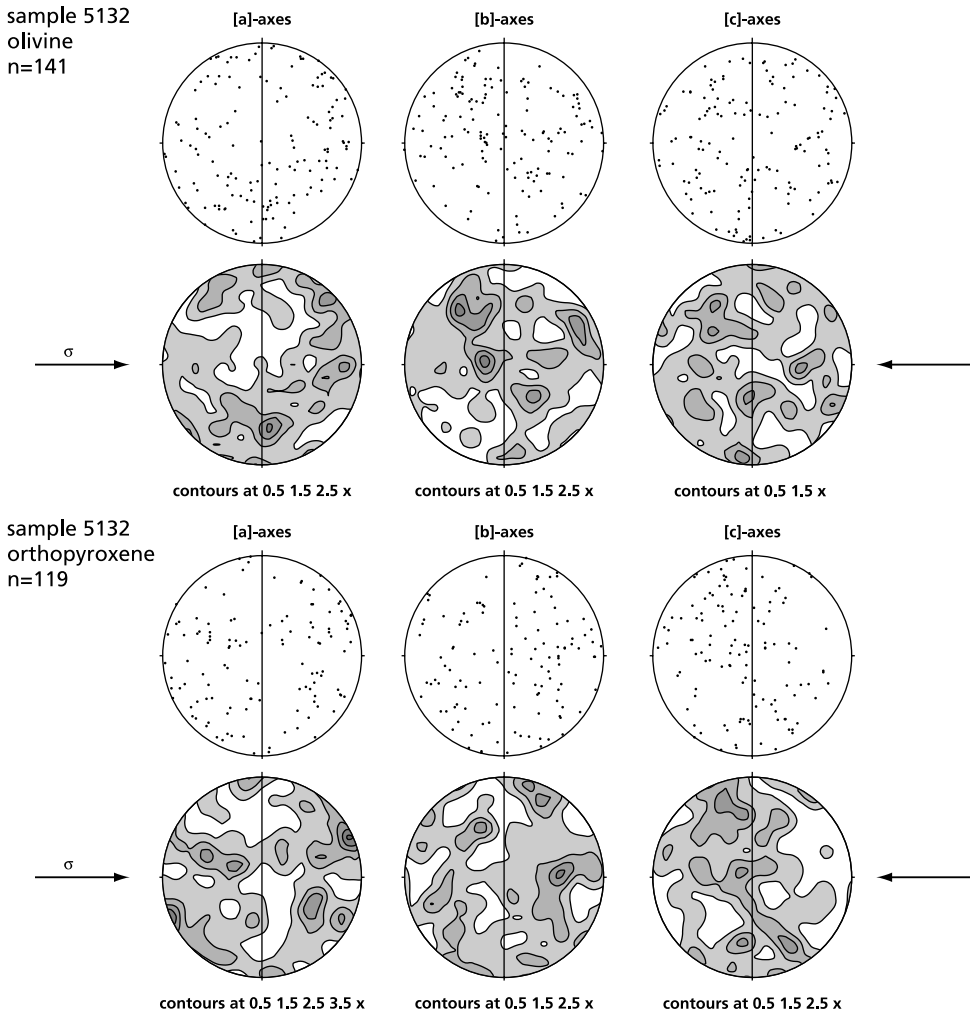 sample 5132
olivine
n=141
[a]-axes [b]-axes [c]-axes
σ
contours at 0.5 1.5 2.5 x contours at 0.5 1.5 2.5 x contours at 0.5 1.5 x
sample 5132
orthopyroxene
n=119
[a]-axes [b]-axes [c]-axes
σ
contours at 0.5 1.5 2.5 3.5 x contours at 0.5 1.5 2.5 x contours at 0.5 1.5 2.5 x